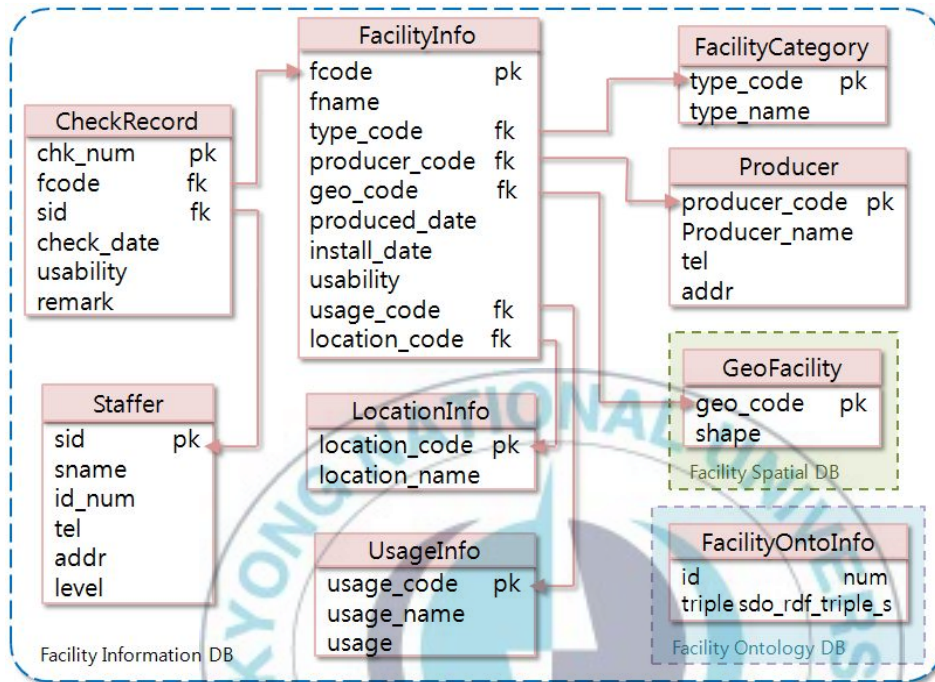 FacilityInfo
fcode pk
fname
type_code fk
producer_code fk
geo_code fk
produced_date
install_date
usability
usage_code fk
location_code fk
FacilityCategory
type_code pk
type_name
CheckRecord
chk_num pk
fcode fk
sid fk
check_date
usability
remark
Producer
producer_code pk
Producer_name
tel
addr
GeoFacility
geo_code pk
shape
Facility Spatial DB
Staffer
sid pk
sname
id_num
tel
addr
level
LocationInfo
location_code pk
location_name
UsageInfo
usage_code pk
usage_name
usage
FacilityOntoInfo
id num
triple sdo_rdf_triple_s
Facility Ontology DB
Facility Information DB
KYONG NATIONAL UNIVERS